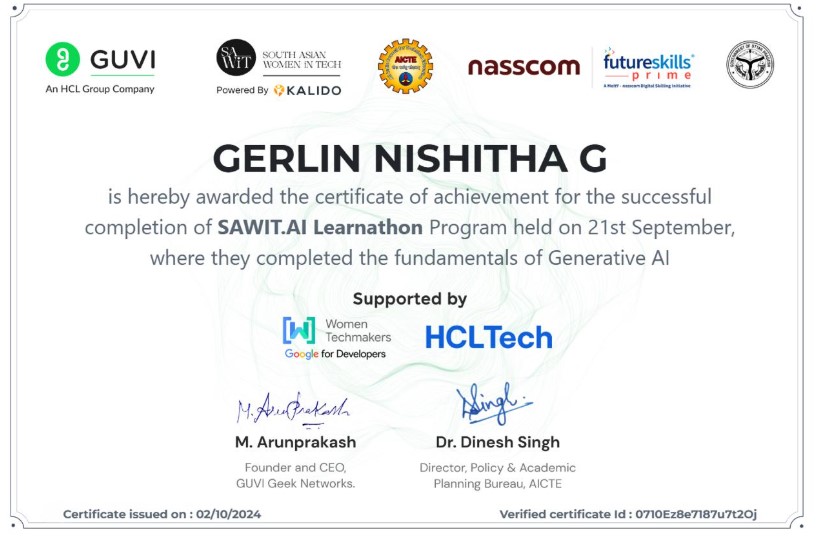 GUVI
An HCL Group Company
SA
WiT
SOUTH ASIAN
WOMEN iN TECH
Powered By KALIDO
AICTE
nasscom
futureskills
prime
A MeitY - nasscom Digital Skilling Initiative
GERLIN NISHITHA G
is hereby awarded the certificate of achievement for the successful
completion of SAWIT.AI Learnathon Program held on 21st September,
where they completed the fundamentals of Generative AI
Supported by
Women
Techmakers
Google for Developers
HCLTech
M. ArunPrakash
DSingh.
M. Arunprakash
Dr. Dinesh Singh
Founder and CEO,
GUVI Geek Networks.
Director, Policy & Academic
Planning Bureau, AICTE
Certificate issued on : 02/10/2024
Verified certificate Id : 0710Ez8e7187u7t2Oj